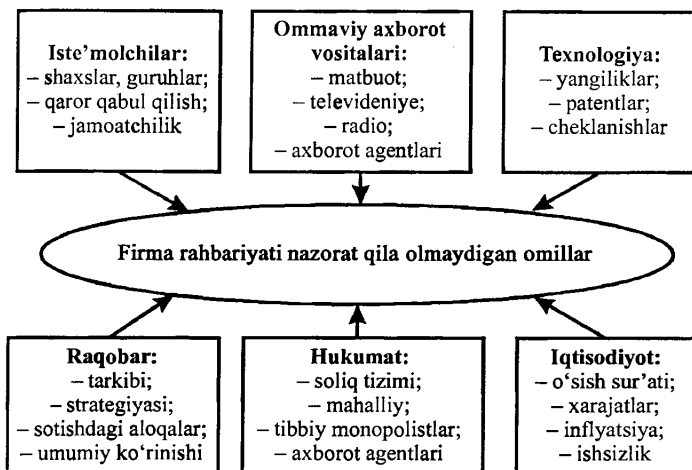 Iste’molchilar:
– shaxslar, guruhlar;
– qaror qabul qilish;
– jamoatchilik
Ommaviy axborot
vositalari:
– matbuot;
– televideniye;
– radio;
– axborot agentlari
Texnologiya:
– yangiliklar;
– patentlar;
– cheklanishlar
Firma rahbariyati nazorat qila olmaydigan omillar
Raqobar:
– tarkibi;
– strategiyasi;
– sotishdagi aloqalar;
– umumiy ko‘rinishi
Hukumat:
– soliq tizimi;
– mahalliy;
– tibbiy monopolistlar;
– axborot agentlari
Iqtisodiyot:
– o‘sish sur’ati;
– xarajatlar;
– inflyatsiya;
– ishsizlik